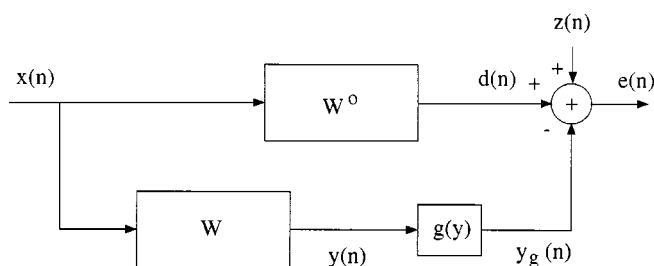 z(n)
x(n)
d(n)
+
+
e(n)
W^o
+
-
W
g(y)
y(n)
y_g(n)